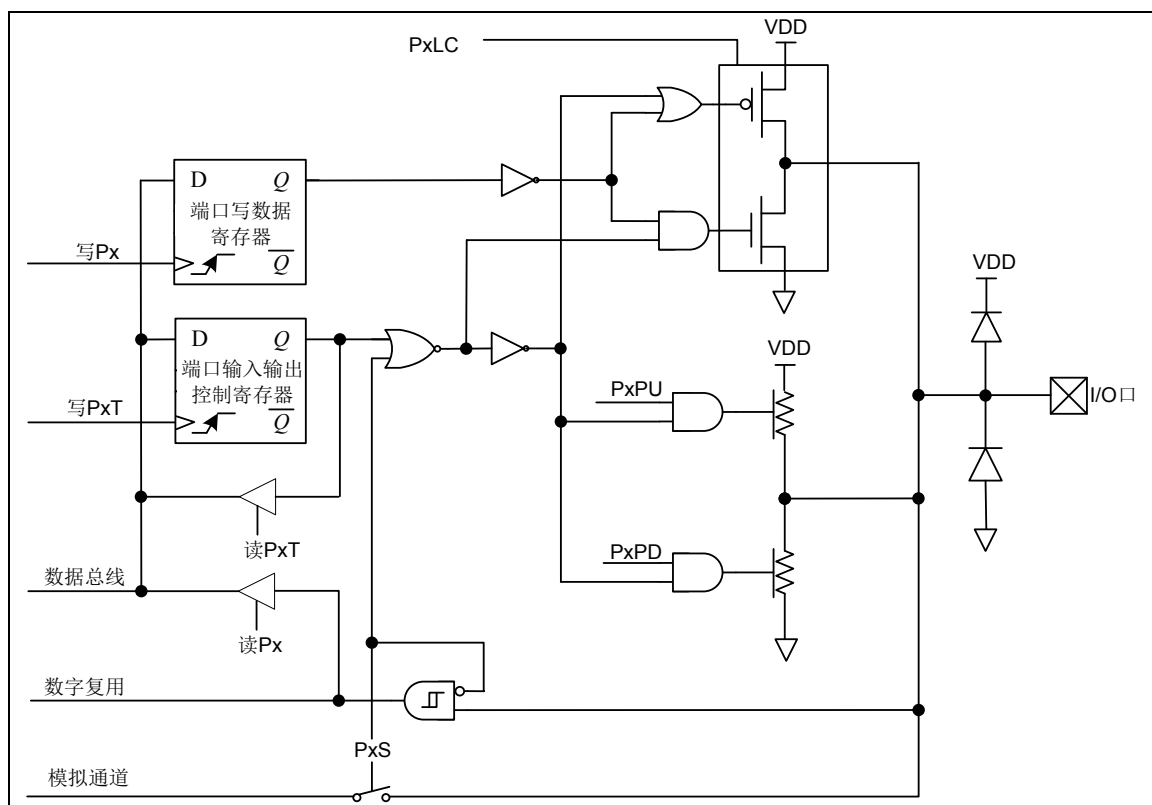 VDD
PxLC
D Q
端口写数据
寄存器
Q
写Px
VDD
D Q
端口输入输出
控制寄存器
Q
写PxT
VDD
PxPU
I/O口
读PxT
PxPD
数据总线
读Px
数字复用
PxS
模拟通道